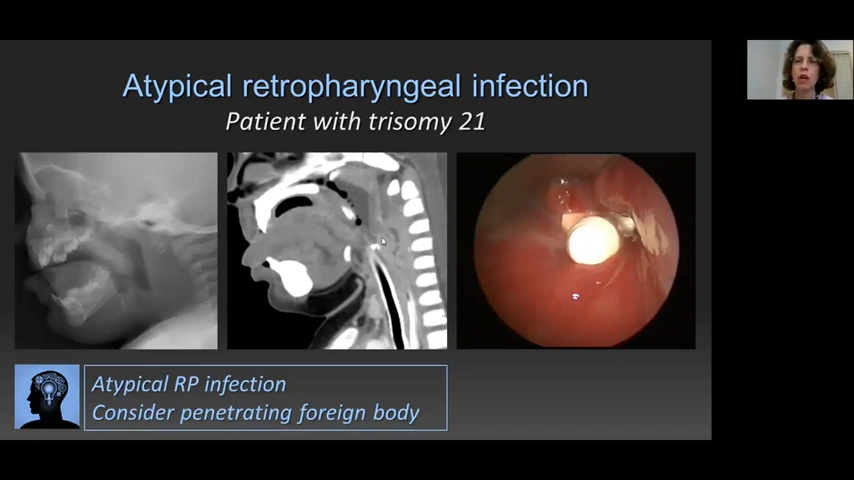 Atypical retropharyngeal infection
Patient with trisomy 21
Atypical RP infection
Consider penetrating foreign body